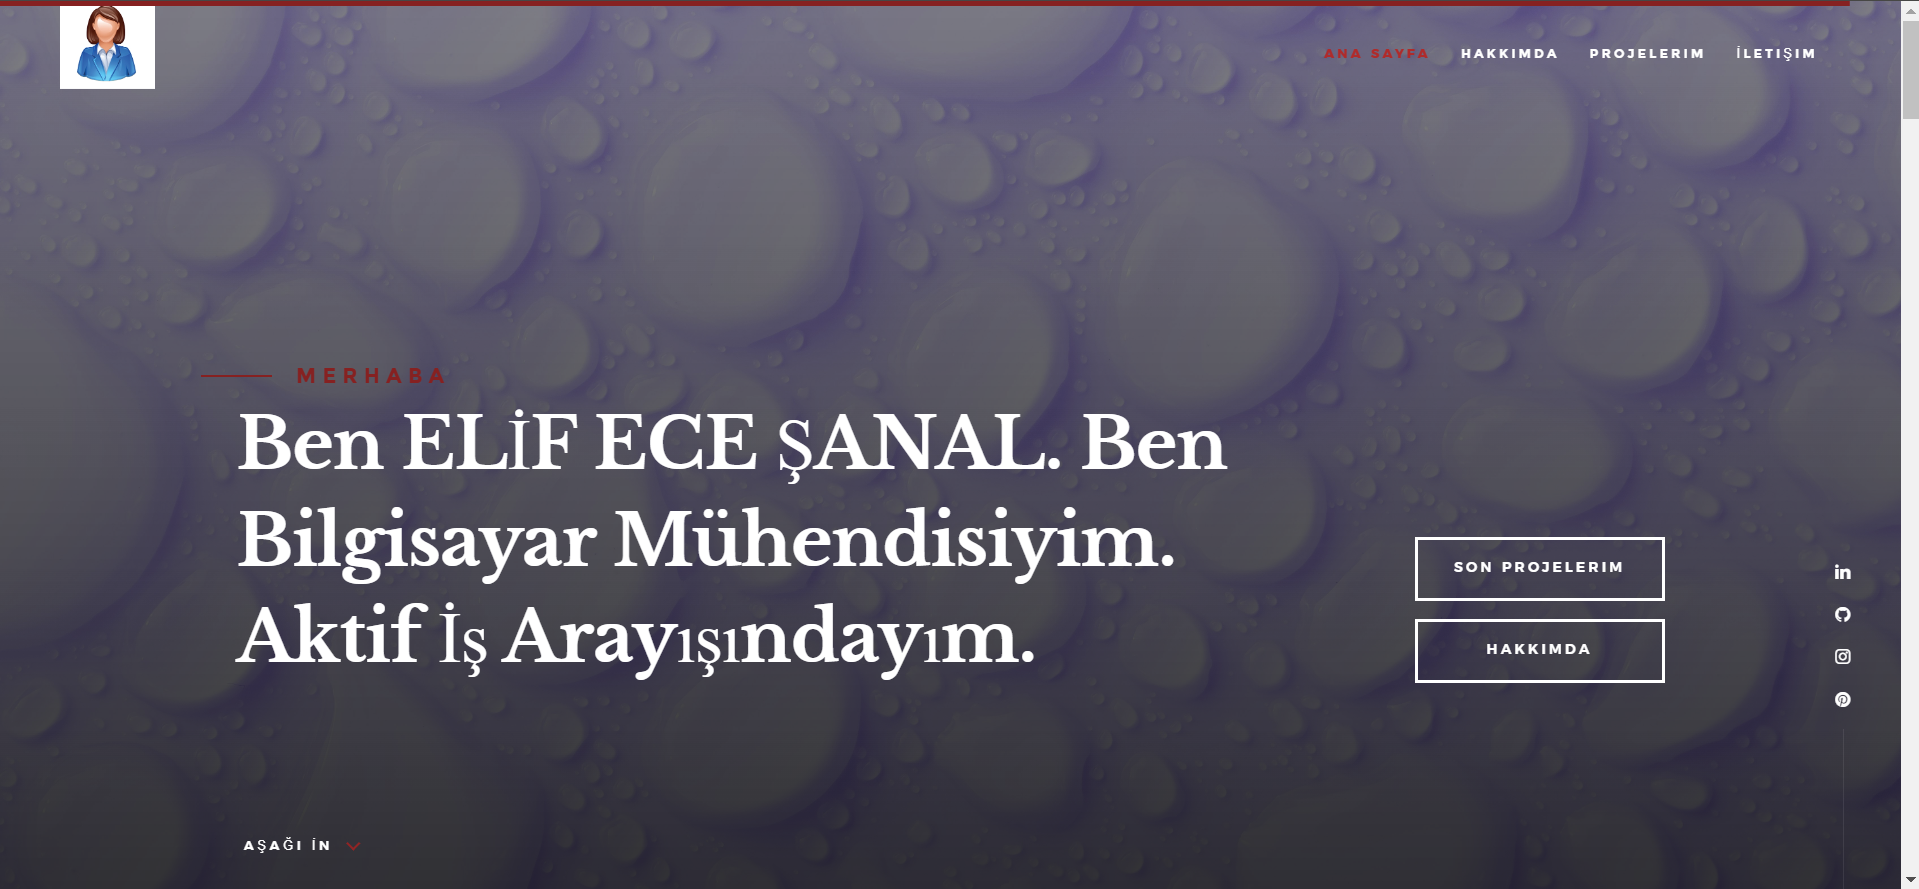 ANA SAYFA HAKKIMDA PROJELERIM İLETIŞIM
MERHABA
Ben ELİF ECE ŞANAL. Ben
Bilgisayar Mühendisiyim.
Aktif İş Arayışındayım.
SON PROJELERIM
HAKKIMDA
AŞAĞI İN